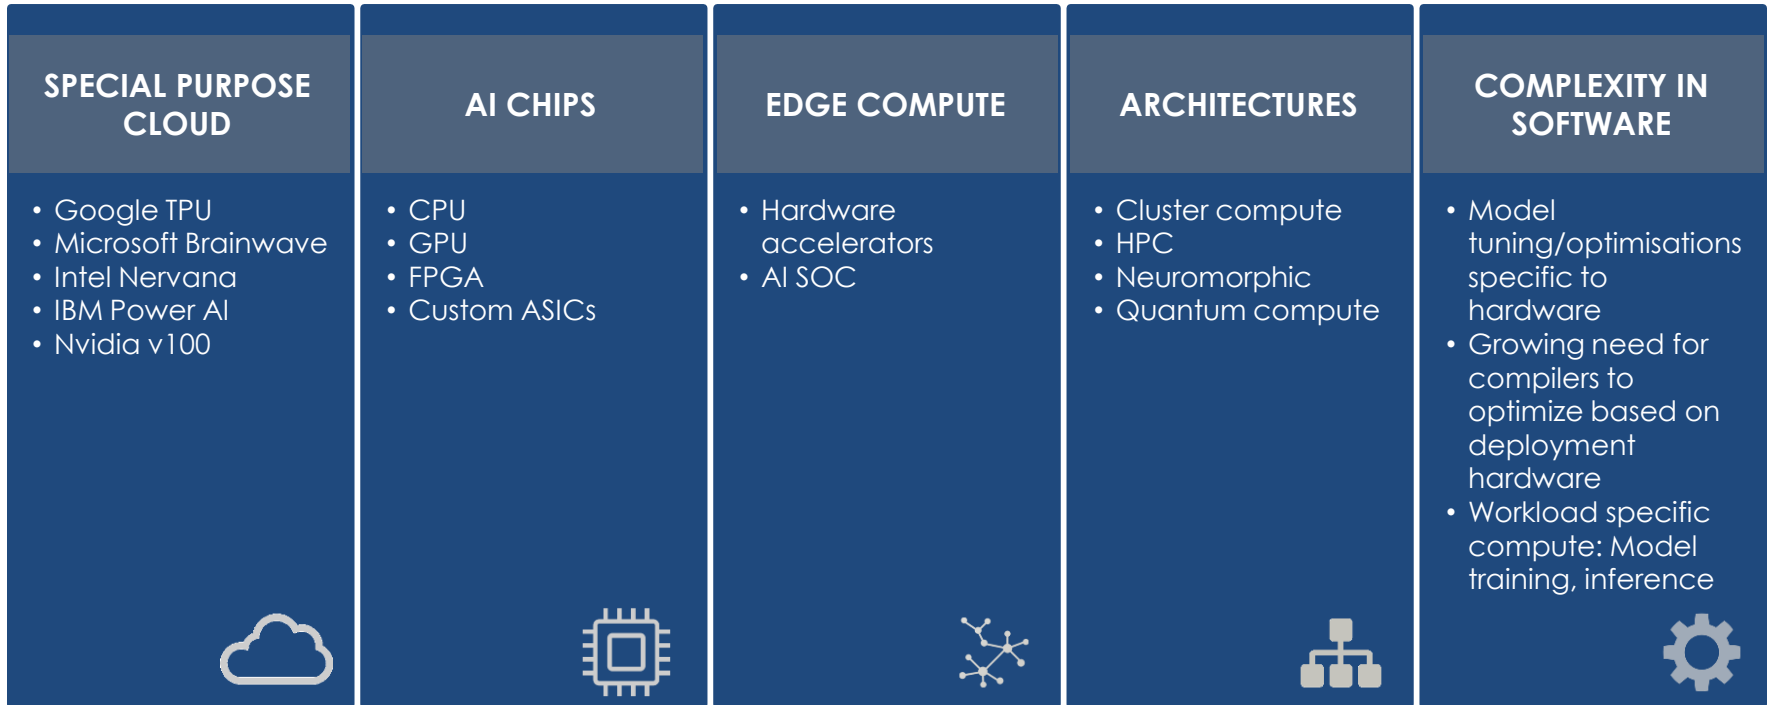 SPECIAL PURPOSE
CLOUD
• Google TPU
• Microsoft Brainwave
• Intel Nervana
• IBM Power AI
• Nvidia v100
AI CHIPS
• CPU
• GPU
• FPGA
• Custom ASICs
EDGE COMPUTE
• Hardware
accelerators
• AI SOC
ARCHITECTURES
• Cluster compute
• HPC
• Neuromorphic
• Quantum compute
COMPLEXITY IN
SOFTWARE
• Model
tuning/optimisations
specific to
hardware
• Growing need for
compilers to
optimize based on
deployment
hardware
• Workload specific
compute: Model
training, inference